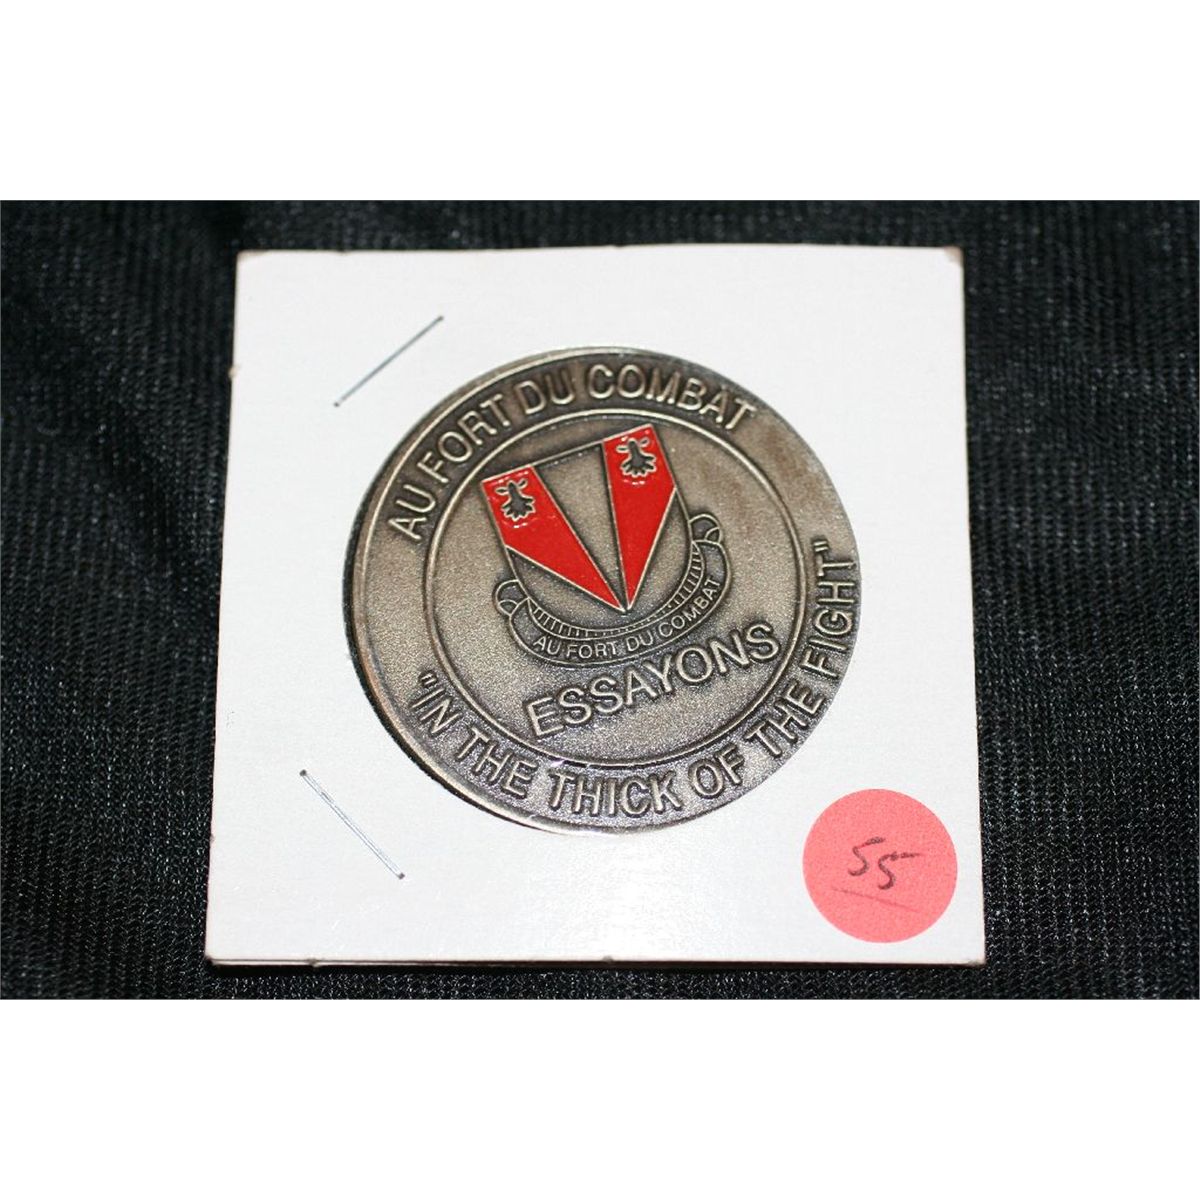 AU FORT DU COMBAT
AU FORT DU COMBAT
ESSAYONS
"IN THE THICK OF THE FIGHT"
55